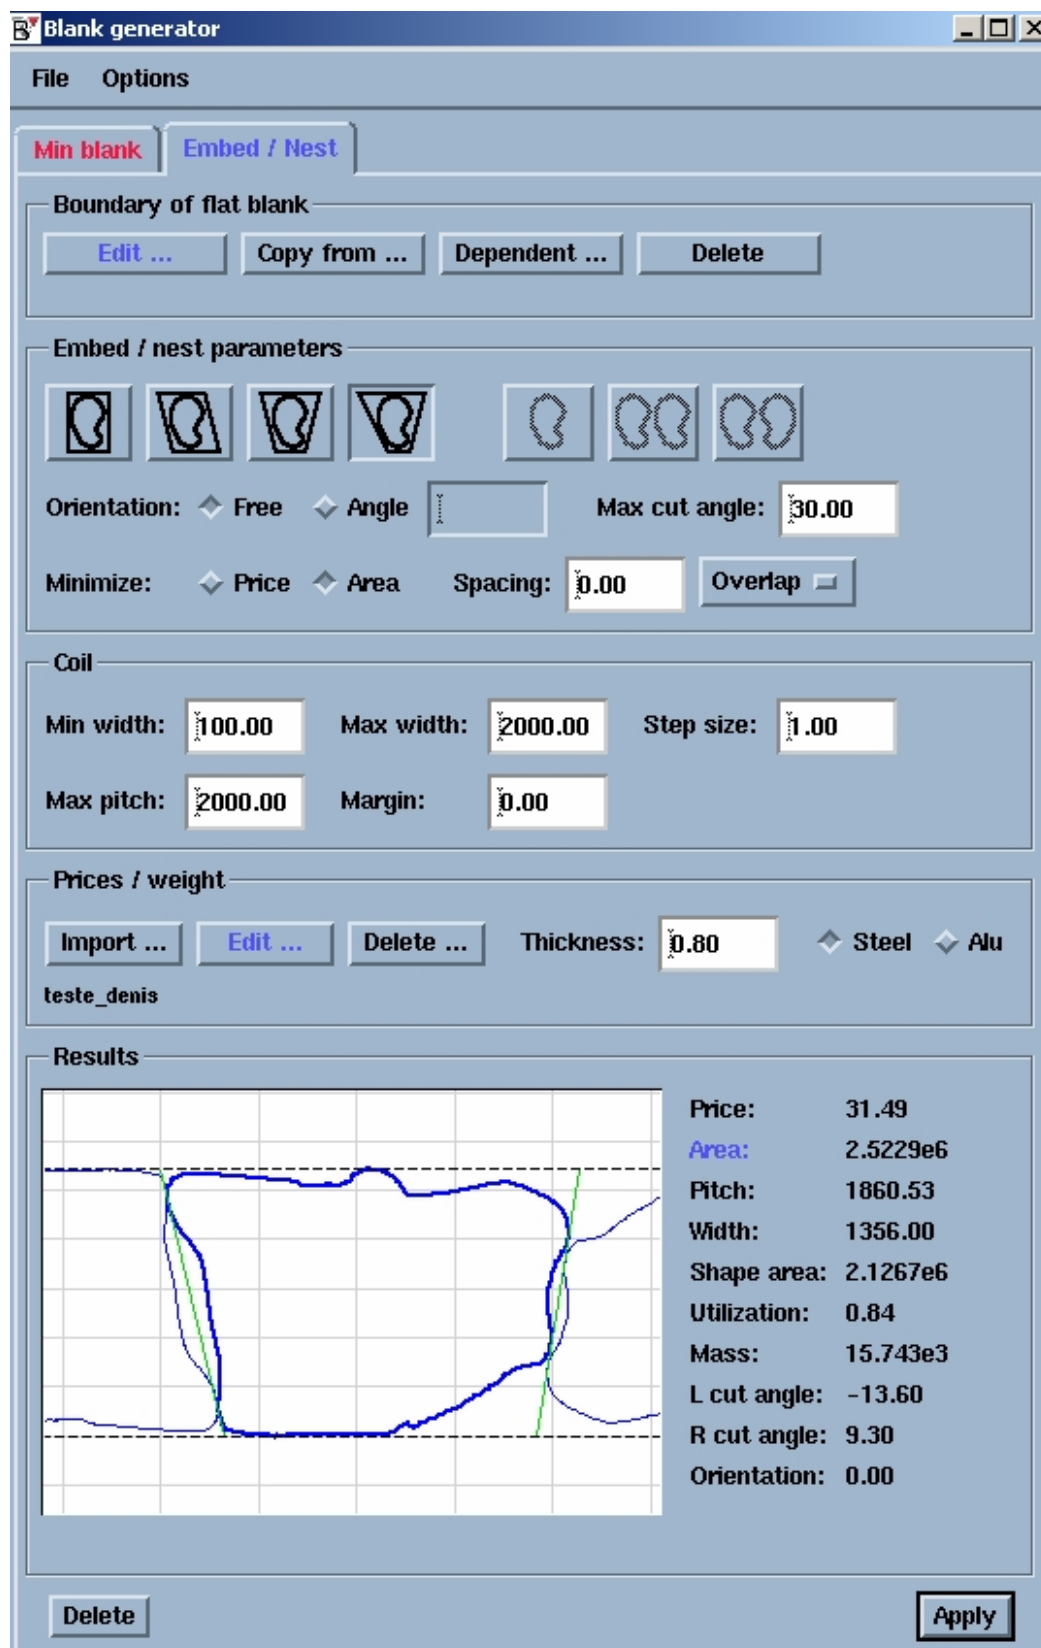 Blank generator
File Options
Min blank Embed / Nest
Boundary of flat blank
Edit ... Copy from ... Dependent ... Delete
Embed / nest parameters
Orientation: Free Angle Max cut angle: 30.00
Minimize: Price Area Spacing: 0.00 Overlap
Coil
Min width: 100.00 Max width: 2000.00 Step size: 1.00
Max pitch: 2000.00 Margin: 0.00
Prices / weight
Import ... Edit ... Delete ... Thickness: 0.80 Steel Alu
teste_denis
Results
Price: 31.49
Area: 2.5229e6
Pitch: 1860.53
Width: 1356.00
Shape area: 2.1267e6
Utilization: 0.84
Mass: 15.743e3
L cut angle: -13.60
R cut angle: 9.30
Orientation: 0.00
Delete Apply